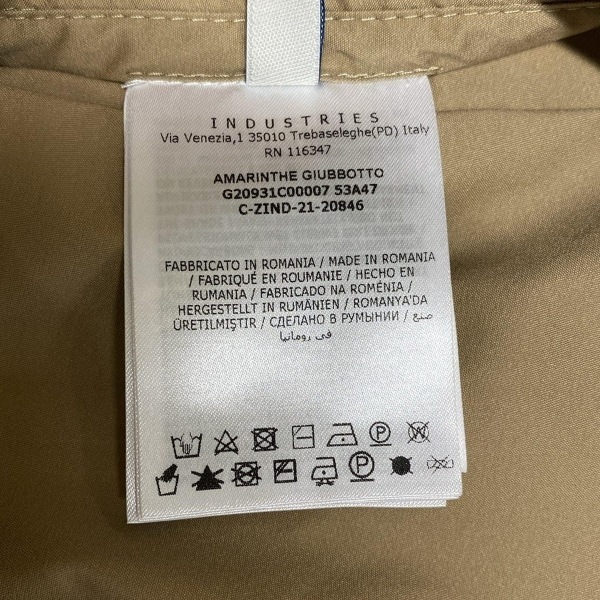 INDUSTRIES
Via Venezia,1 35010 Trebaseleghe(PD) Italy
RN 116347
AMARINTHE GIUBBOTTO
G20931C00007 53A47
C-ZIND-21-20846
FABBRICATO IN ROMANIA / MADE IN ROMANIA
/ FABRIQUÉ EN ROUMANIE / HECHO EN
RUMANIA / FABRICADO NA ROMÉNIA /
HERGESTELLT IN RUMÄNIEN / ROMANYA'DA
ÜRETILMIŞTIR / СДЕЛАНО В РУМЫНИИ / صنع
في رومانيا